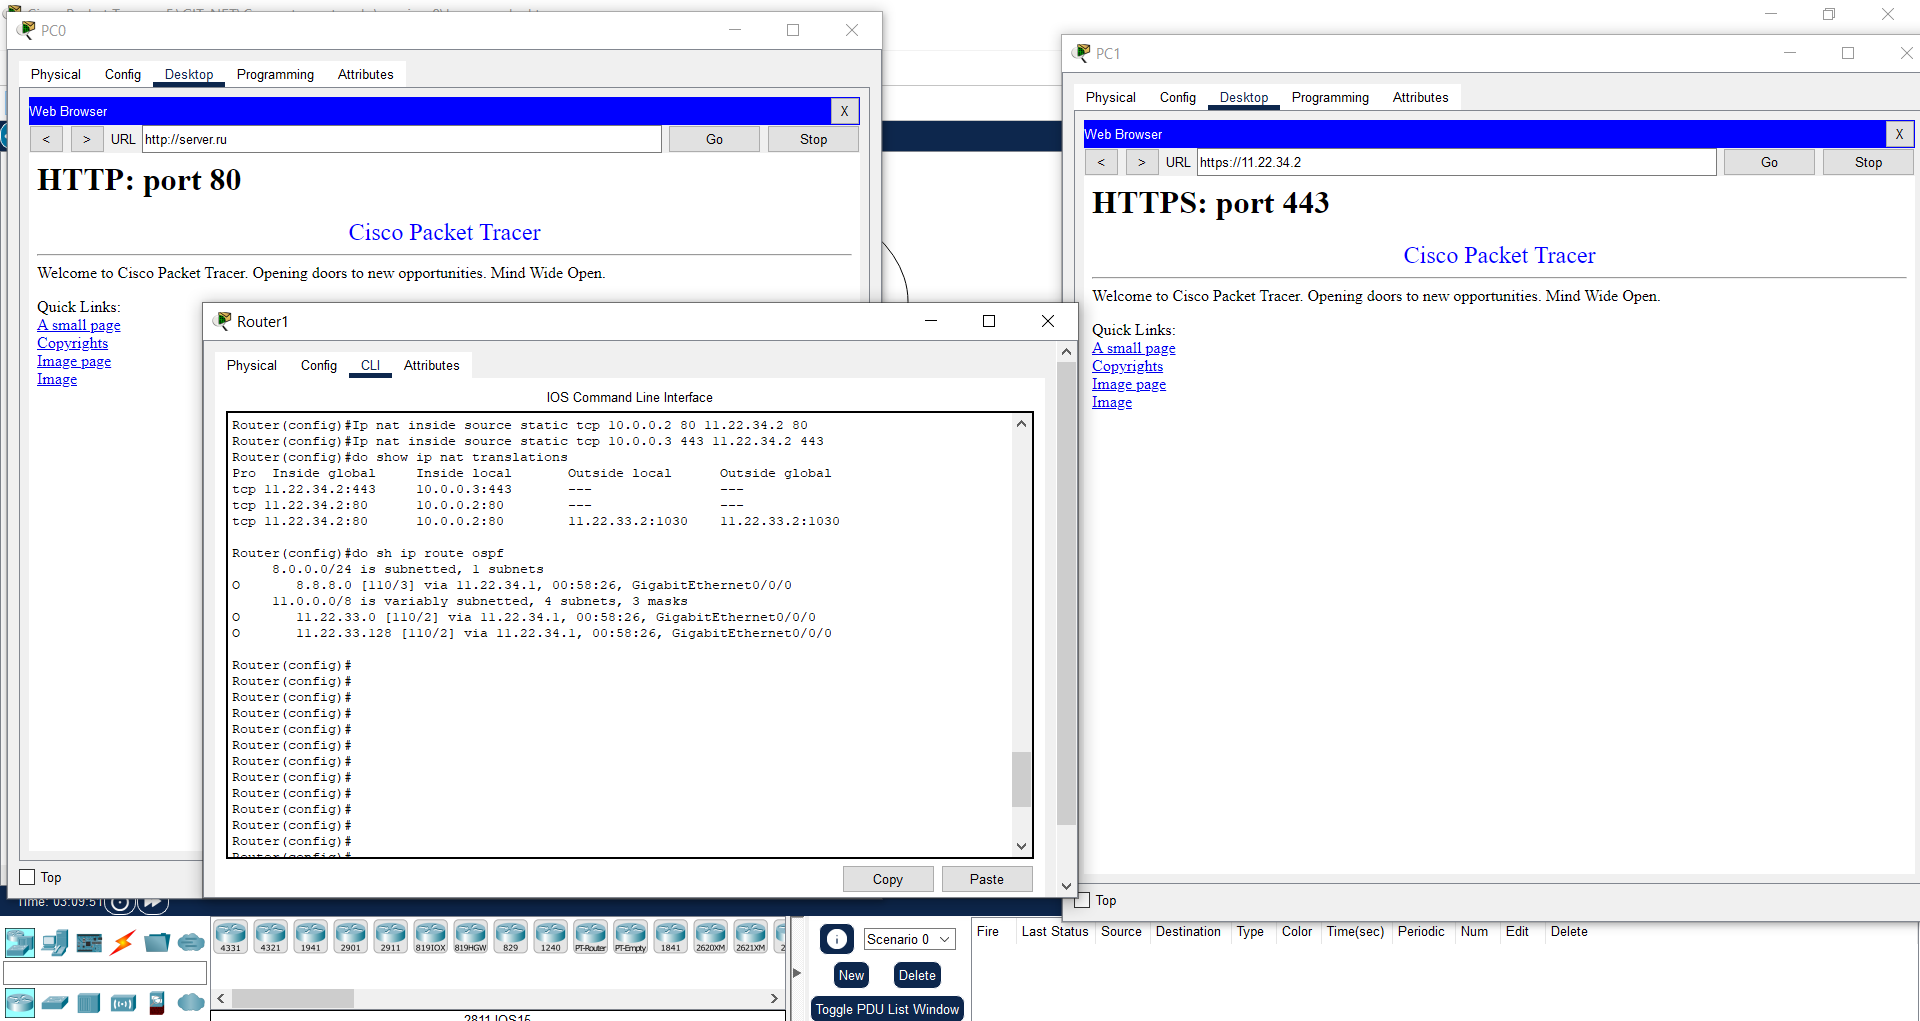 PC0
Physical Config Desktop Programming Attributes
Web Browser X
< > URL http://server.ru Go Stop
HTTP: port 80
Cisco Packet Tracer
Welcome to Cisco Packet Tracer. Opening doors to new opportunities. Mind Wide Open.
Quick Links:
A small page
Copyrights
Image page
Image
Top
PC1
Physical Config Desktop Programming Attributes
Web Browser X
< > URL https://11.22.34.2 Go Stop
HTTPS: port 443
Cisco Packet Tracer
Welcome to Cisco Packet Tracer. Opening doors to new opportunities. Mind Wide Open.
Quick Links:
A small page
Copyrights
Image page
Image
Top
Router1
Physical Config CLI Attributes
IOS Command Line Interface
Router(config)#Ip nat inside source static tcp 10.0.0.2 80 11.22.34.2 80
Router(config)#Ip nat inside source static tcp 10.0.0.3 443 11.22.34.2 443
Router(config)#do show ip nat translations
Pro Inside global Inside local Outside local Outside global
tcp 11.22.34.2:443 10.0.0.3:443 --- ---
tcp 11.22.34.2:80 10.0.0.2:80 --- ---
tcp 11.22.34.2:80 10.0.0.2:80 11.22.33.2:1030 11.22.33.2:1030
Router(config)#do sh ip route ospf
8.0.0.0/24 is subnetted, 1 subnets
O 8.8.8.0 [110/3] via 11.22.34.1, 00:58:26, GigabitEthernet0/0/0
11.0.0.0/8 is variably subnetted, 4 subnets, 3 masks
O 11.22.33.0 [110/2] via 11.22.34.1, 00:58:26, GigabitEthernet0/0/0
O 11.22.33.128 [110/2] via 11.22.34.1, 00:58:26, GigabitEthernet0/0/0
Router(config)#
Router(config)#
Router(config)#
Router(config)#
Router(config)#
Router(config)#
Router(config)#
Router(config)#
Router(config)#
Router(config)#
Router(config)#
Router(config)#
Router(config)#
Copy Paste
Time: 03:09:51
4331 4321 1941 2901 2911 819IOX 819HGW 829 1240 PT-Router PT-Empty 1841 2620XM 2621XM
2811 IOS15
Scenario 0
New Delete
Toggle PDU List Window
Fire Last Status Source Destination Type Color Time(sec) Periodic Num Edit Delete